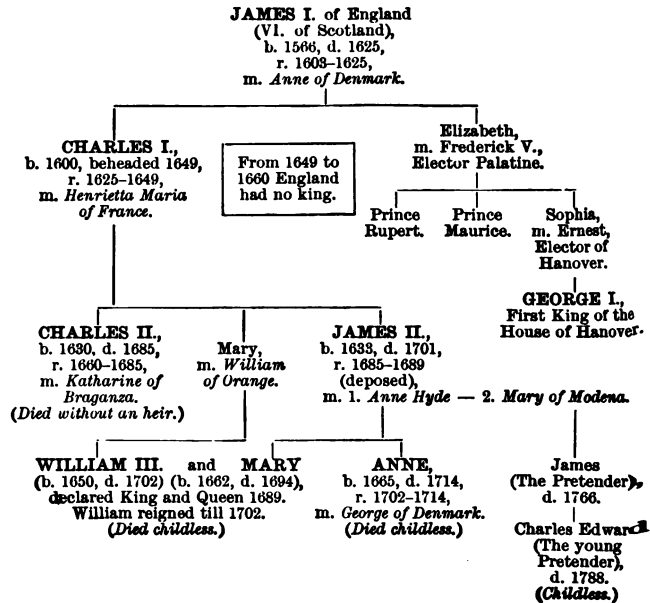 JAMES I. of England
(VI. of Scotland),
b. 1566, d. 1625,
r. 1603–1625,
m. Anne of Denmark.
CHARLES I.,
b. 1600, beheaded 1649,
r. 1625–1649,
m. Henrietta Maria
of France.
From 1649 to
1660 England
had no king.
Elizabeth,
m. Frederick V.,
Elector Palatine.
Prince
Rupert.
Prince
Maurice.
Sophia,
m. Ernest,
Elector of
Hanover.
GEORGE I.,
First King of the
House of Hanover.
CHARLES II.,
b. 1630, d. 1685,
r. 1660–1685,
m. Katharine of
Braganza.
(Died without an heir.)
Mary,
m. William
of Orange.
JAMES II.,
b. 1633, d. 1701,
r. 1685–1689
(deposed),
m. 1. Anne Hyde — 2. Mary of Modena.
WILLIAM III. and MARY
(b. 1650, d. 1702) (b. 1662, d. 1694),
declared King and Queen 1689.
William reigned till 1702.
(Died childless.)
ANNE,
b. 1665, d. 1714,
r. 1702–1714,
m. George of Denmark.
(Died childless.)
James
(The Pretender),
d. 1766.
Charles Edward
(The young
Pretender),
d. 1788.
(Childless.)